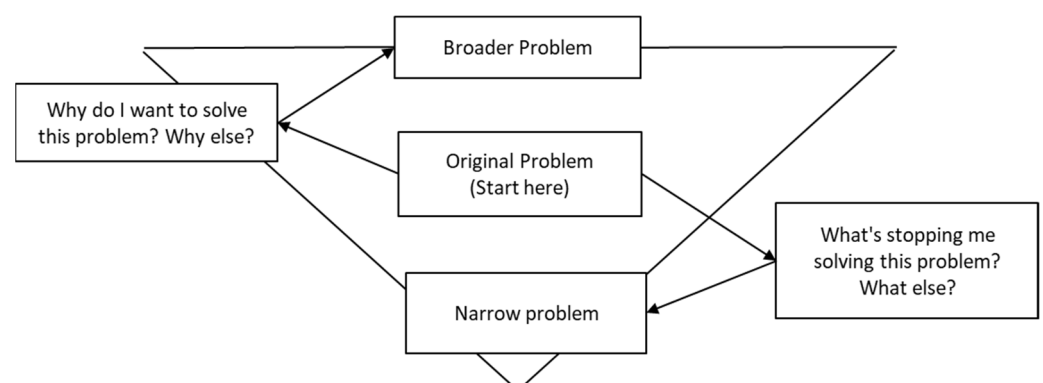 Broader Problem
Why do I want to solve
this problem? Why else?
Original Problem
(Start here)
What's stopping me
solving this problem?
What else?
Narrow problem